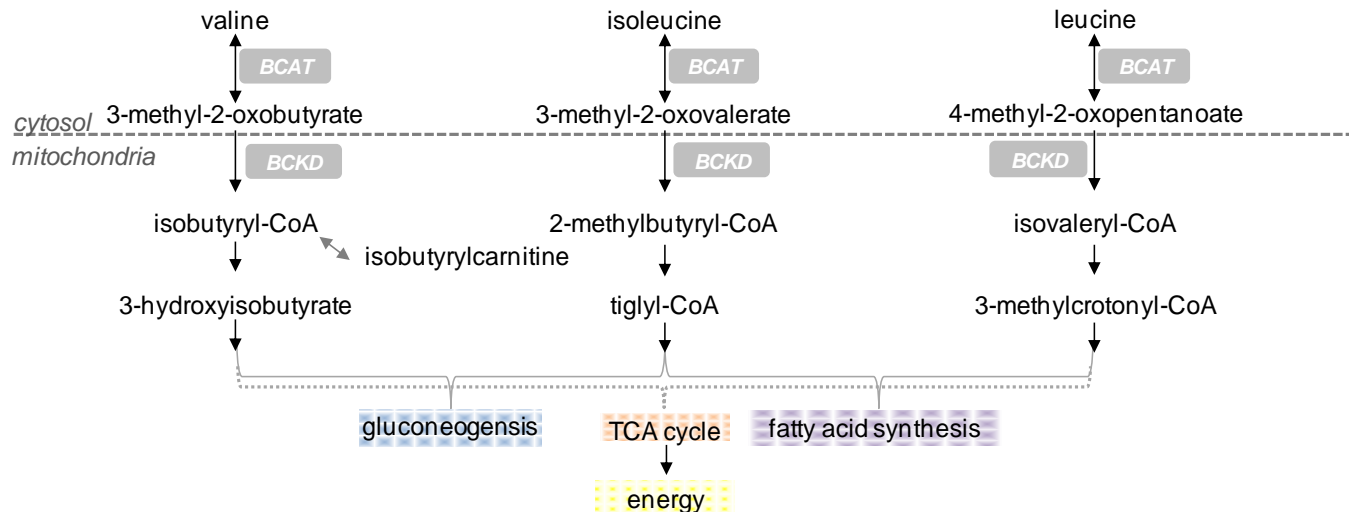 valine isoleucine leucine
BCAT BCAT BCAT
3-methyl-2-oxobutyrate 3-methyl-2-oxovalerate 4-methyl-2-oxopentanoate
cytosol
mitochondria
BCKD BCKD BCKD
isobutyryl-CoA 2-methylbutyryl-CoA isovaleryl-CoA
isobutyrylcarnitine
3-hydroxyisobutyrate tiglyl-CoA 3-methylcrotonyl-CoA
gluconeogensis TCA cycle fatty acid synthesis
energy